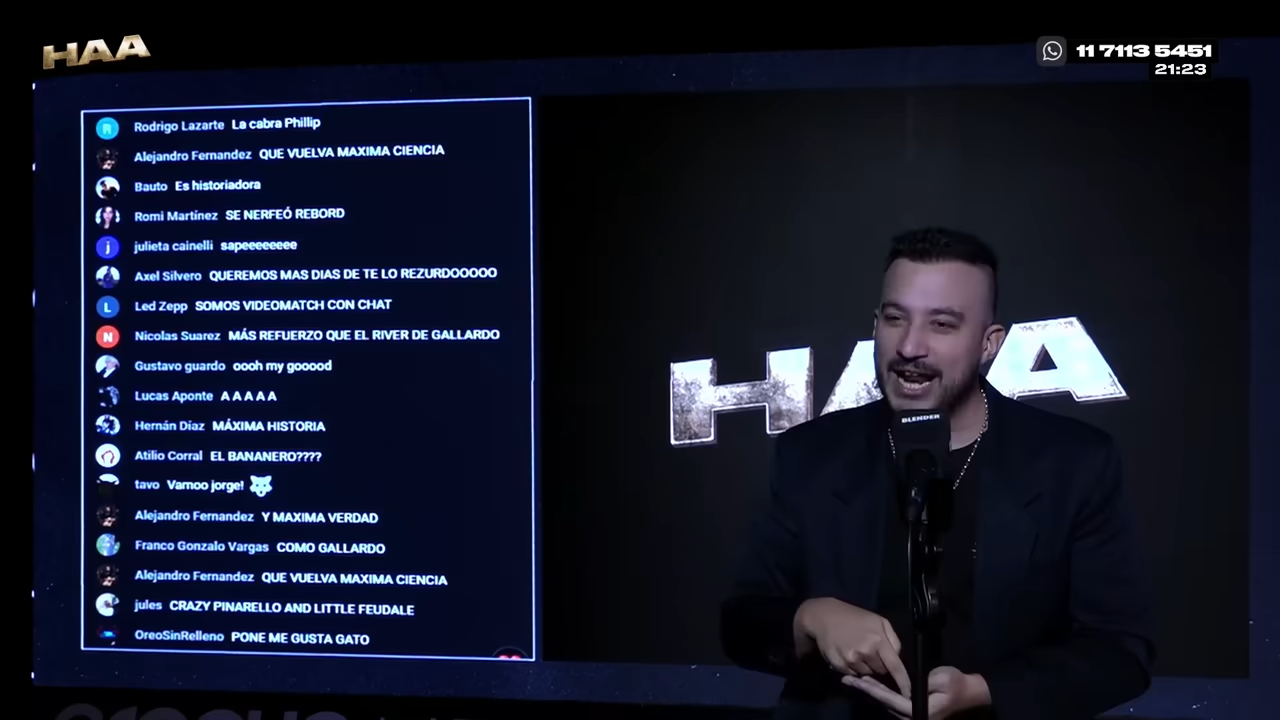 HAA
11 7113 5451
21:23
Rodrigo Lazarte La cabra Phillip
Alejandro Fernandez QUE VUELVA MAXIMA CIENCIA
Bauto Es historiadora
Romi Martínez SE NERFEÓ REBORD
julieta cainelli sapeeeeeeee
Axel Silvero QUEREMOS MAS DIAS DE TE LO REZURDOOOOO
Led Zepp SOMOS VIDEOMATCH CON CHAT
Nicolas Suarez MÁS REFUERZO QUE EL RIVER DE GALLARDO
Gustavo guardo oooh my gooood
Lucas Aponte A A A A A
Hernán Díaz MÁXIMA HISTORIA
Atilio Corral EL BANANERO????
tavo Vamoo jorge!
Alejandro Fernandez Y MAXIMA VERDAD
Franco Gonzalo Vargas COMO GALLARDO
Alejandro Fernandez QUE VUELVA MAXIMA CIENCIA
jules CRAZY PINARELLO AND LITTLE FEUDALE
OreoSinRelleno PONE ME GUSTA GATO
HAA
BLENDER